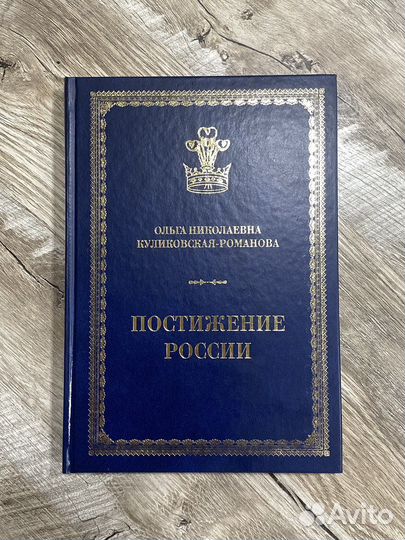 ОЛЬГА НИКОЛАЕВНА
КУЛИКОВСКАЯ-РОМАНОВА
ПОСТИЖЕНИЕ
РОССИИ
Avito